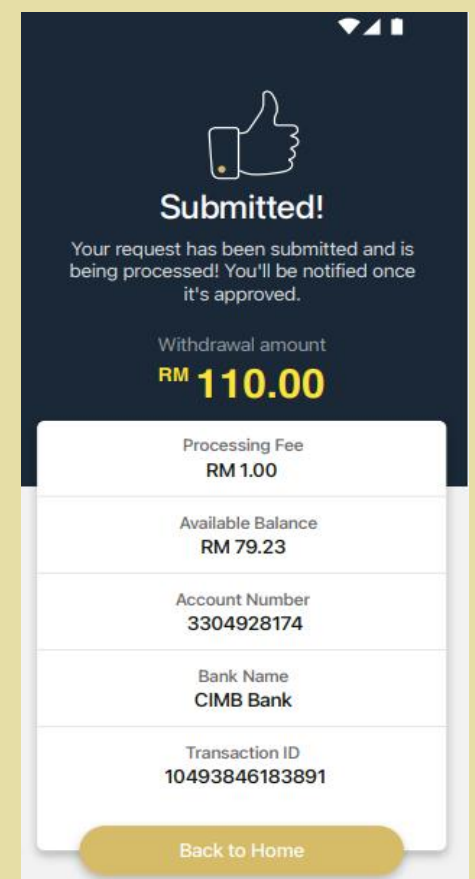 Submitted!
Your request has been submitted and is
being processed! You'll be notified once
it's approved.
Withdrawal amount
RM 110.00
Processing Fee
RM 1.00
Available Balance
RM 79.23
Account Number
3304928174
Bank Name
CIMB Bank
Transaction ID
10493846183891
Back to Home